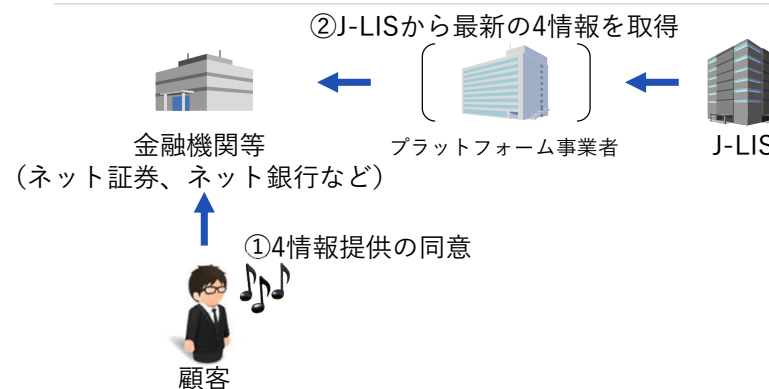 ②J-LISから最新の4情報を取得
金融機関等
（ネット証券、ネット銀行など）
プラットフォーム事業者
J-LIS
①4情報提供の同意
顧客